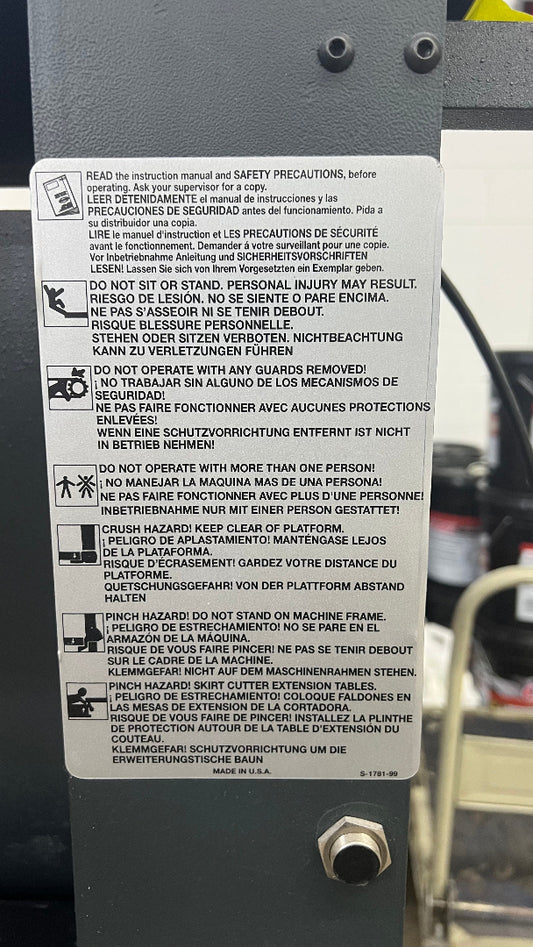 READ the instruction manual and SAFETY PRECAUTIONS, before
operating. Ask your supervisor for a copy.
LEER DETENIDAMENTE el manual de instrucciones y las
PRECAUCIONES DE SEGURIDAD antes del funcionamiento. Pida a
su distribuidor una copia.
LIRE le manuel d'instruction et LES PRECAUTIONS DE SÉCURITÉ
avant le fonctionnement. Demander á votre surveillant pour une copie.
Vor Inbetriebnahme Anleitung und SICHERHEITSVORSCHRIFTEN
LESEN! Lassen Sie sich von Ihrem Vorgesetzten ein Exemplar geben.
DO NOT SIT OR STAND. PERSONAL INJURY MAY RESULT.
RIESGO DE LESIÓN. NO SE SIENTE O PARE ENCIMA.
NE PAS S'ASSEOIR NI SE TENIR DEBOUT.
RISQUE BLESSURE PERSONNELLE.
STEHEN ODER SITZEN VERBOTEN. NICHTBEACHTUNG
KANN ZU VERLETZUNGEN FÜHREN
DO NOT OPERATE WITH ANY GUARDS REMOVED!
¡ NO TRABAJAR SIN ALGUNO DE LOS MECANISMOS DE
SEGURIDAD!
NE PAS FAIRE FONCTIONNER AVEC AUCUNES PROTECTIONS
ENLEVÉES!
WENN EINE SCHUTZVORRICHTUNG ENTFERNT IST NICHT
IN BETRIEB NEHMEN!
DO NOT OPERATE WITH MORE THAN ONE PERSON!
¡ NO MANEJAR LA MAQUINA MAS DE UNA PERSONA!
NE PAS FAIRE FONCTIONNER AVEC PLUS D'UNE PERSONNE!
INBETRIEBNAHME NUR MIT EINER PERSON GESTATTET!
CRUSH HAZARD! KEEP CLEAR OF PLATFORM.
¡ PELIGRO DE APLASTAMIENTO! MANTÉNGASE LEJOS
DE LA PLATAFORMA.
RISQUE D'ÉCRASEMENT! GARDEZ VOTRE DISTANCE DU
PLATFORME.
QUETSCHUNGSGEFAHR! VON DER PLATTFORM ABSTAND
HALTEN
PINCH HAZARD! DO NOT STAND ON MACHINE FRAME.
¡ PELIGRO DE ESTRECHAMIENTO! NO SE PARE EN EL
ARMAZÓN DE LA MÁQUINA.
RISQUE DE VOUS FAIRE PINCER! NE PAS SE TENIR DEBOUT
SUR LE CADRE DE LA MACHINE.
KLEMMGEFAR! NICHT AUF DEM MASCHINENRAHMEN STEHEN.
PINCH HAZARD! SKIRT CUTTER EXTENSION TABLES.
¡ PELIGRO DE ESTRECHAMIENTO! COLOQUE FALDONES EN
LAS MESAS DE EXTENSION DE LA CORTADORA.
RISQUE DE VOUS FAIRE DE PINCER! INSTALLEZ LA PLINTHE
DE PROTECTION AUTOUR DE LA TABLE D'EXTENSIÓN DU
COUTEAU.
KLEMMGEFAR! SCHUTZVORRICHTUNG UM DIE
ERWEITERUNGSTISCHE BAUN
MADE IN U.S.A. S-1781-99